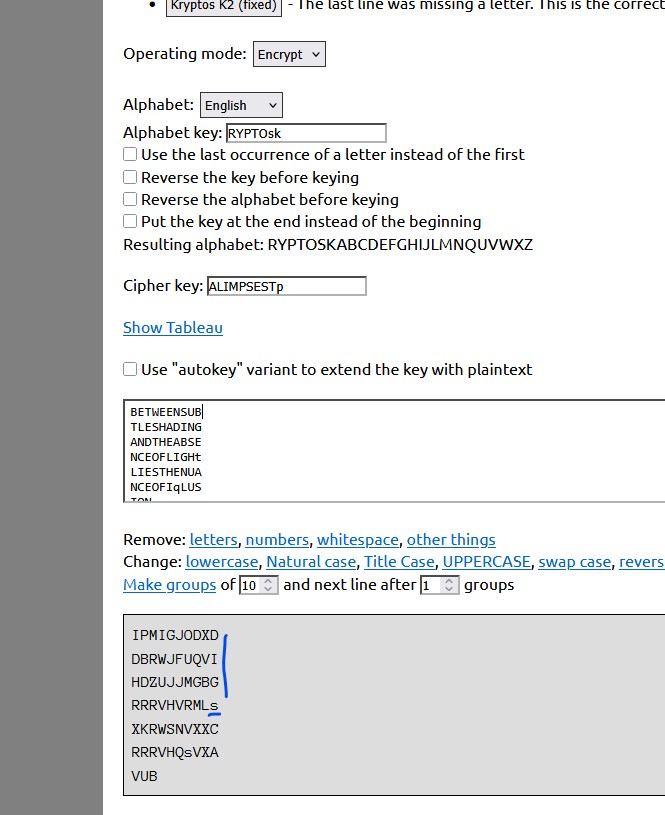 Kryptos K2 (fixed) - The last line was missing a letter. This is the correct
Operating mode: Encrypt
Alphabet: English
Alphabet key: RYPTOsk
Use the last occurrence of a letter instead of the first
Reverse the key before keying
Reverse the alphabet before keying
Put the key at the end instead of the beginning
Resulting alphabet: RYPTOSKABCDEFGHIJLMNQUVWXZ
Cipher key: ALIMPSESTp
Show Tableau
Use "autokey" variant to extend the key with plaintext
BETWEENSUB
TLESHADING
ANDTHEABSE
NCEOFLIGHt
LIESTHENUA
NCEOFIqLUS
ION
Remove: letters, numbers, whitespace, other things
Change: lowercase, Natural case, Title Case, UPPERCASE, swap case, revers
Make groups of 10 and next line after 1 groups
IPMIGJODXD
DBRWJFUQVI
HDZUJJMGBG
RRRVHVRMLs
XKRWSNVXXC
RRRVHQsVXA
VUB